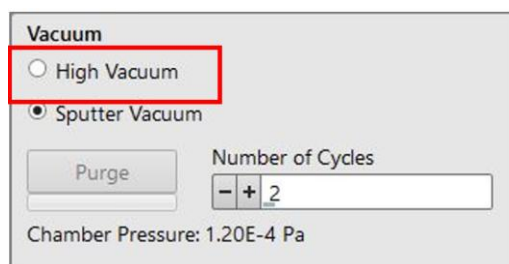 Vacuum
High Vacuum
Sputter Vacuum
Number of Cycles
Purge
- + 2
Chamber Pressure: 1.20E-4 Pa